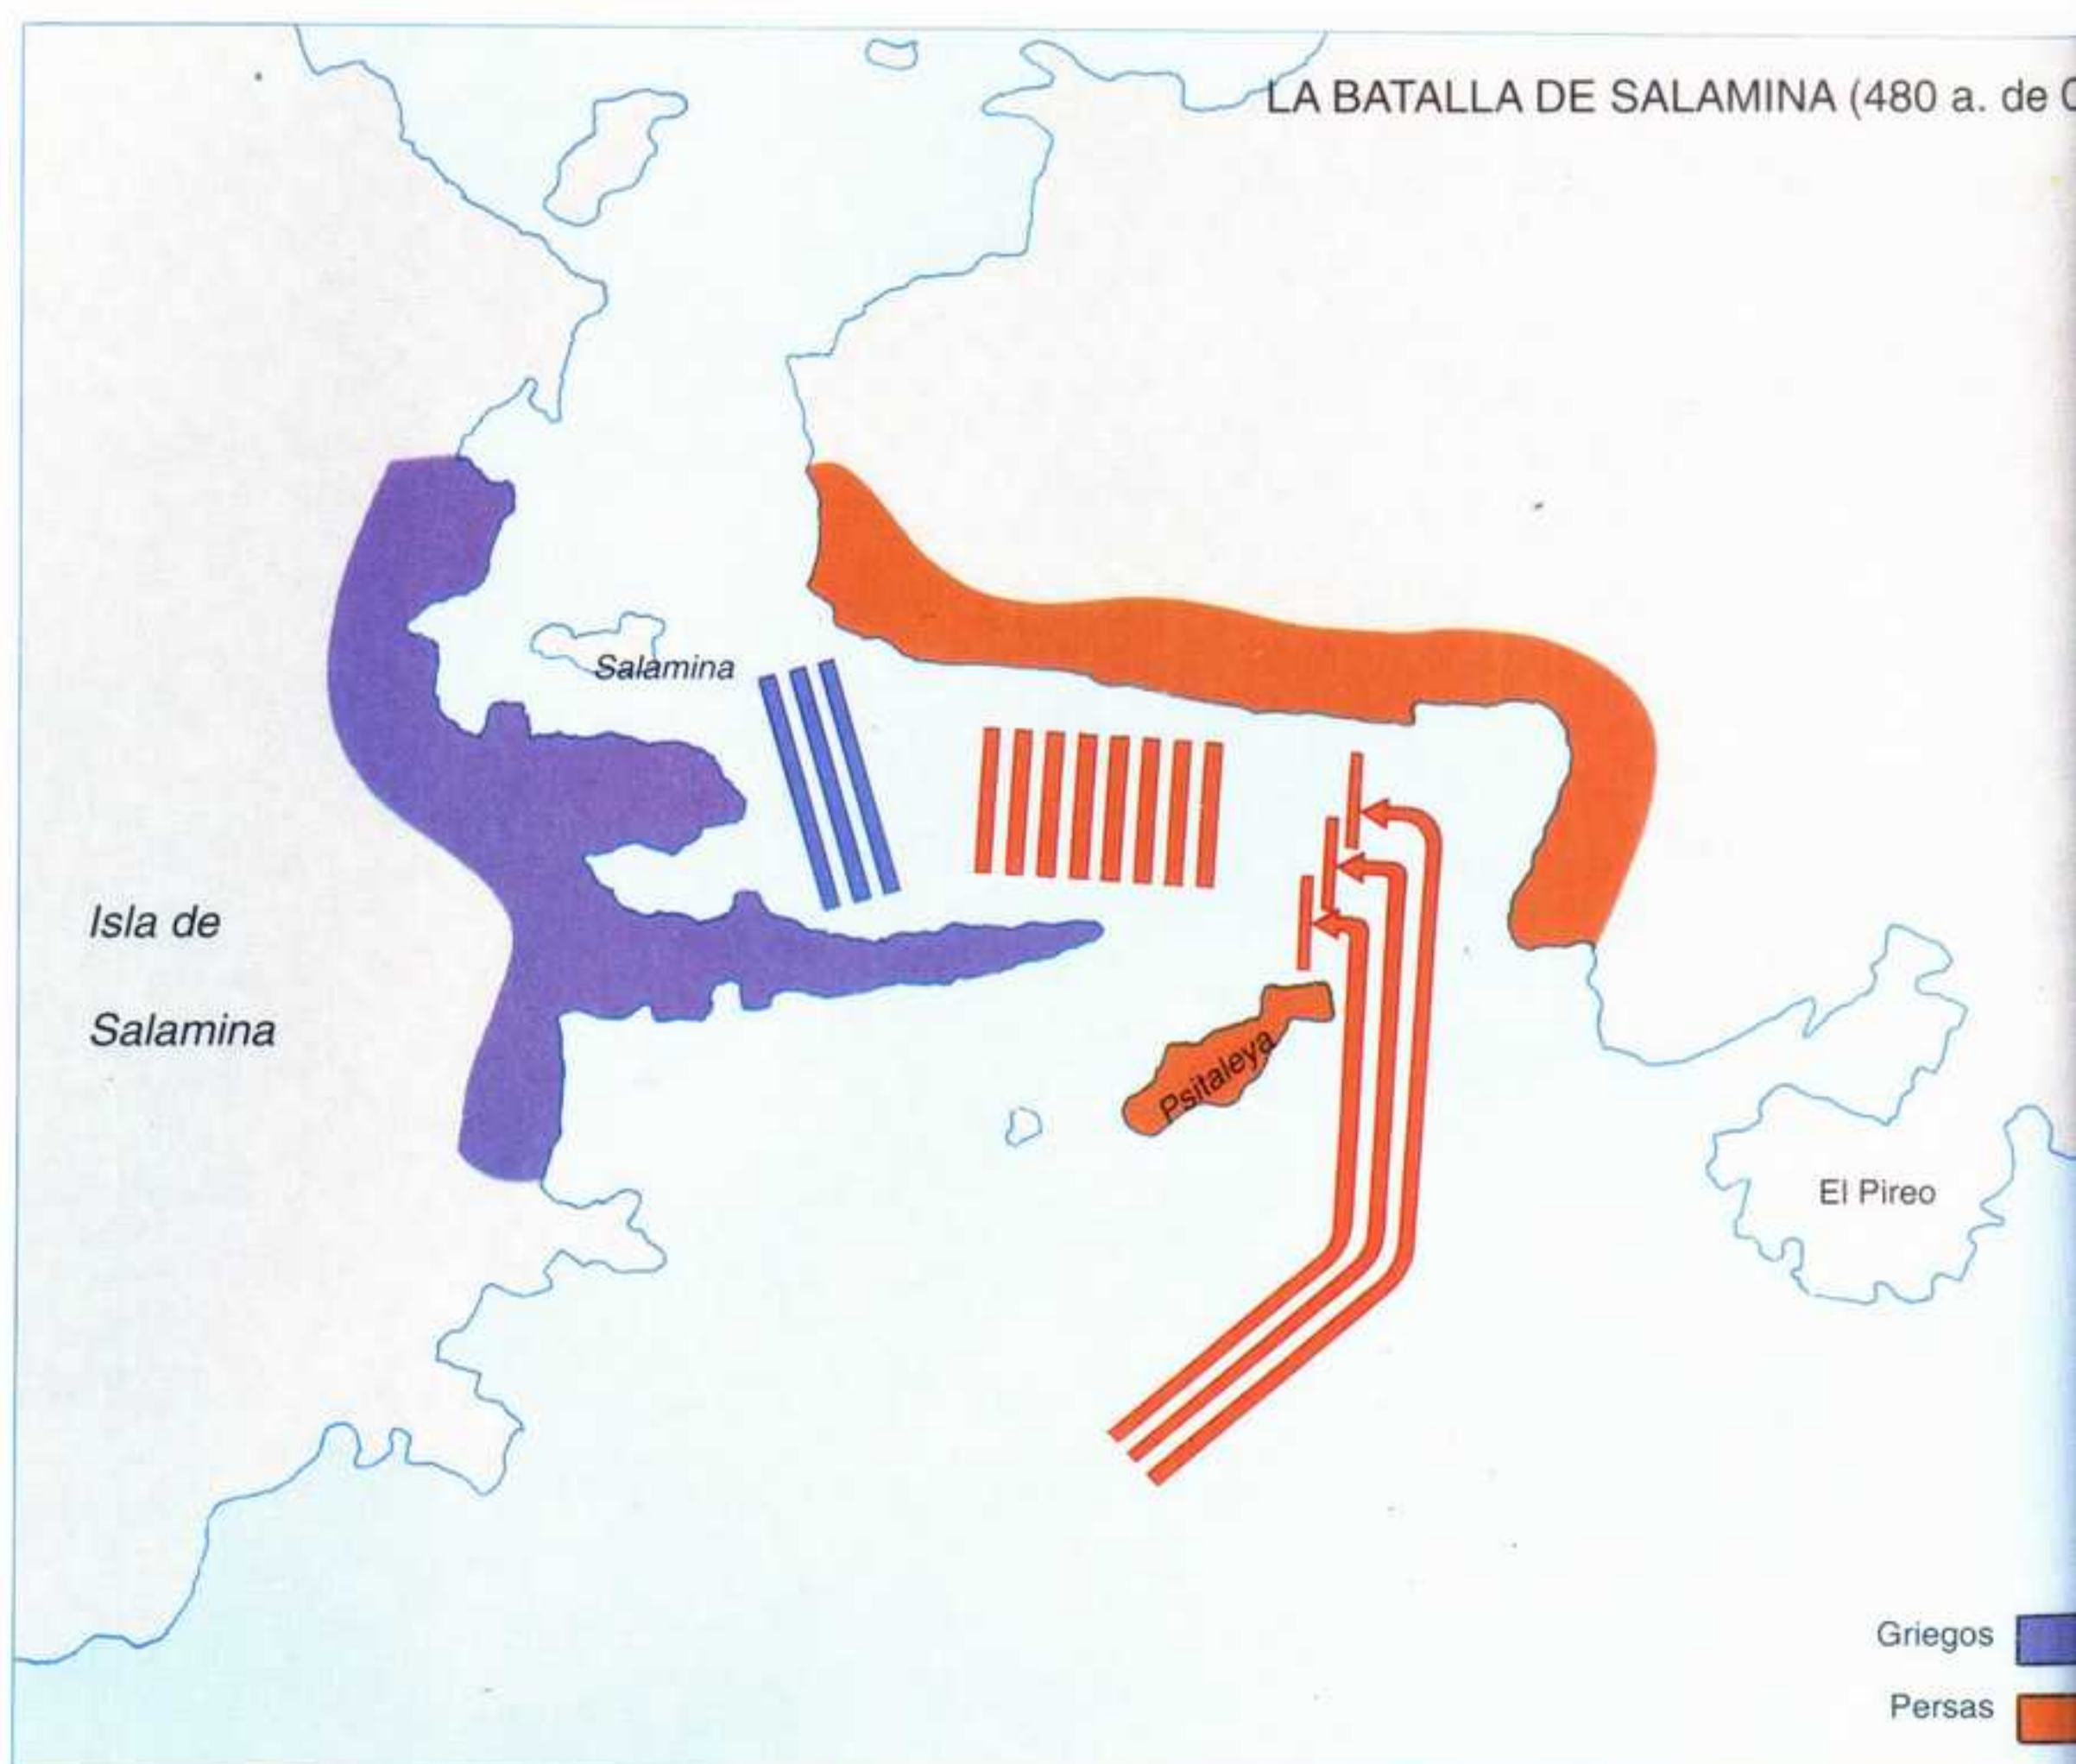 LA BATALLA DE SALAMINA (480 a. de C
Salamina
Isla de
Salamina
Psitaleya
El Pireo
Griegos
Persas